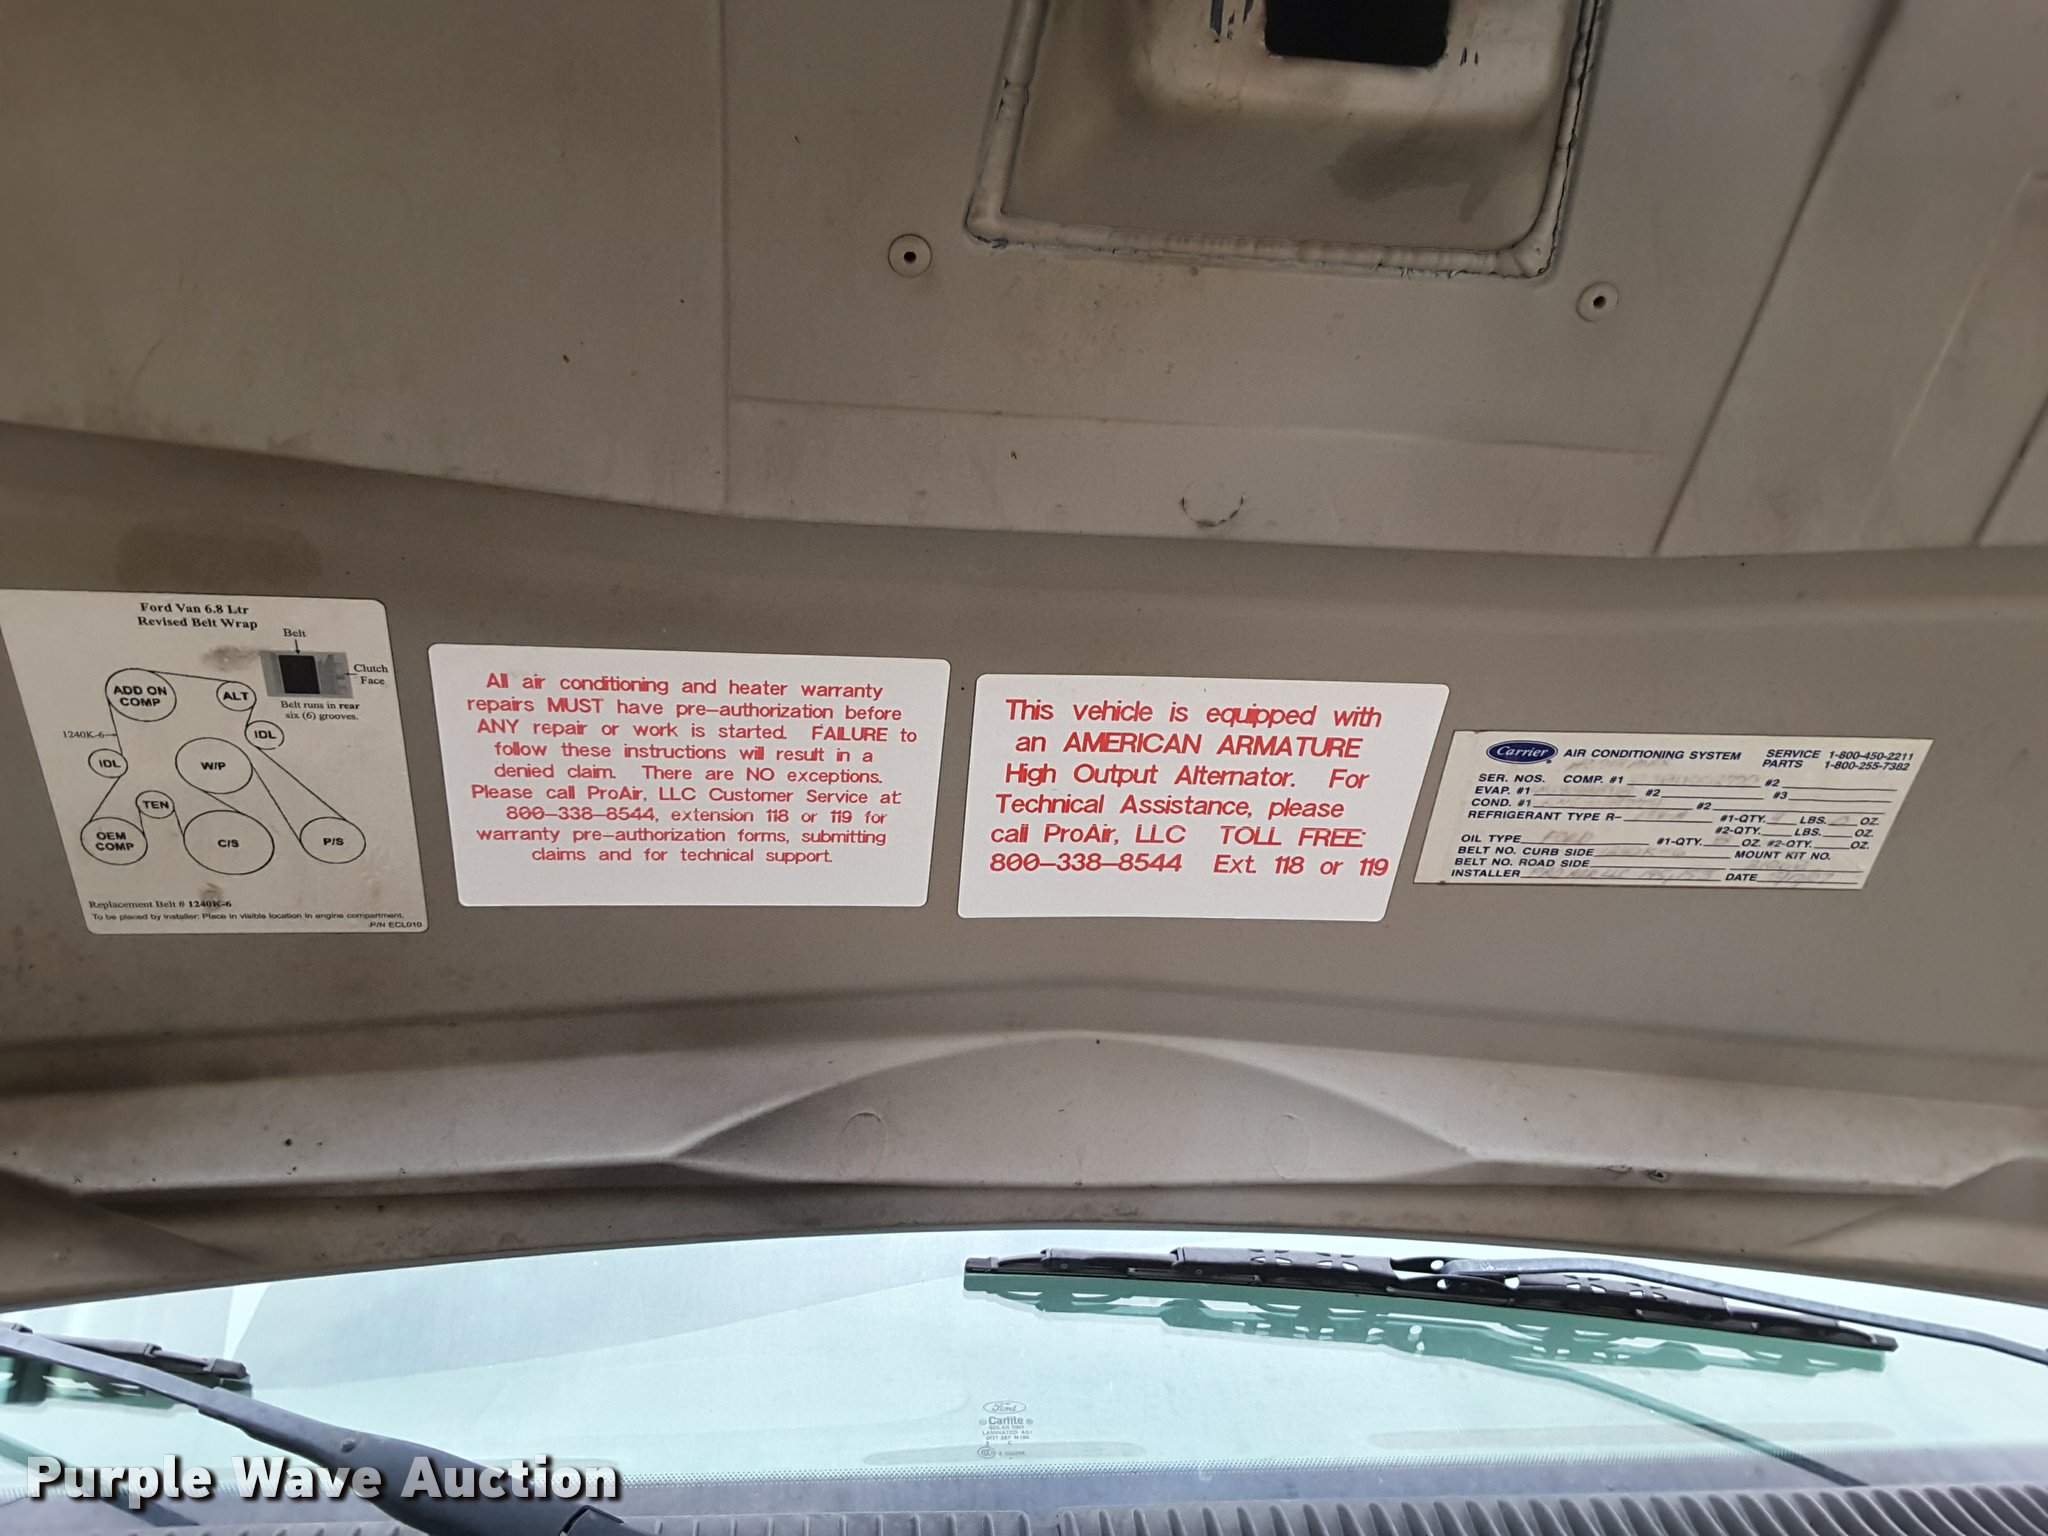 Ford Van 6.8 Ltr
Revised Belt Wrap
Belt
Clutch
Face
Belt runs in rear
six (6) grooves.
ADD ON
COMP
ALT
1240K-6
IDL
IDL
W/P
TEN
OEM
COMP
C/S
P/S
Replacement Belt # 1240K-6
To be placed by installer: Place in visible location in engine compartment.
P/N ECL010
All air conditioning and heater warranty
repairs MUST have pre-authorization before
ANY repair or work is started. FAILURE to
follow these instructions will result in a
denied claim. There are NO exceptions.
Please call ProAir, LLC Customer Service at:
800-338-8544, extension 118 or 119 for
warranty pre-authorization forms, submitting
claims and for technical support.
This vehicle is equipped with
an AMERICAN ARMATURE
High Output Alternator. For
Technical Assistance, please
call ProAir, LLC TOLL FREE:
800-338-8544 Ext. 118 or 119
Carrier AIR CONDITIONING SYSTEM SERVICE 1-800-450-2211
PARTS 1-800-255-7382
SER. NOS. COMP. #1 #2
EVAP. #1 #2 #3
COND. #1 #2
REFRIGERANT TYPE R- #1-QTY. LBS. OZ.
#2-QTY. LBS. OZ.
OIL TYPE FORD #1-QTY. OZ. #2-QTY. OZ.
BELT NO. CURB SIDE MOUNT KIT NO.
BELT NO. ROAD SIDE
INSTALLER DATE
Ford
Carlite
SOLAR TINT
LAMINATED
Purple Wave Auction